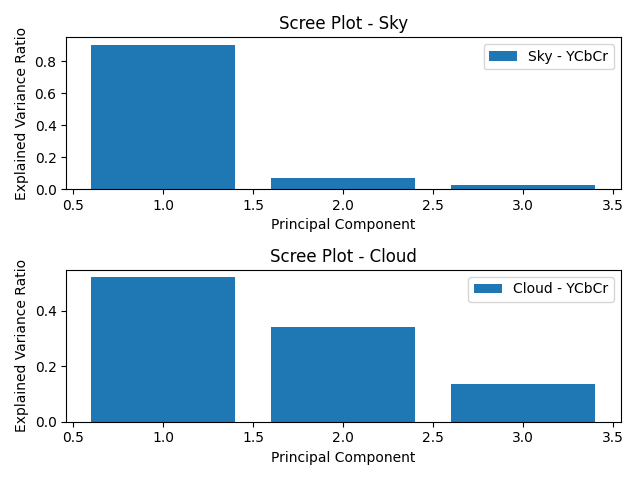 Scree Plot - Sky
Explained Variance Ratio
0.8
0.6
0.4
0.2
0.0
Sky - YCbCr
0.5 1.0 1.5 2.0 2.5 3.0 3.5
Principal Component
Scree Plot - Cloud
Explained Variance Ratio
0.4
0.2
0.0
Cloud - YCbCr
0.5 1.0 1.5 2.0 2.5 3.0 3.5
Principal Component